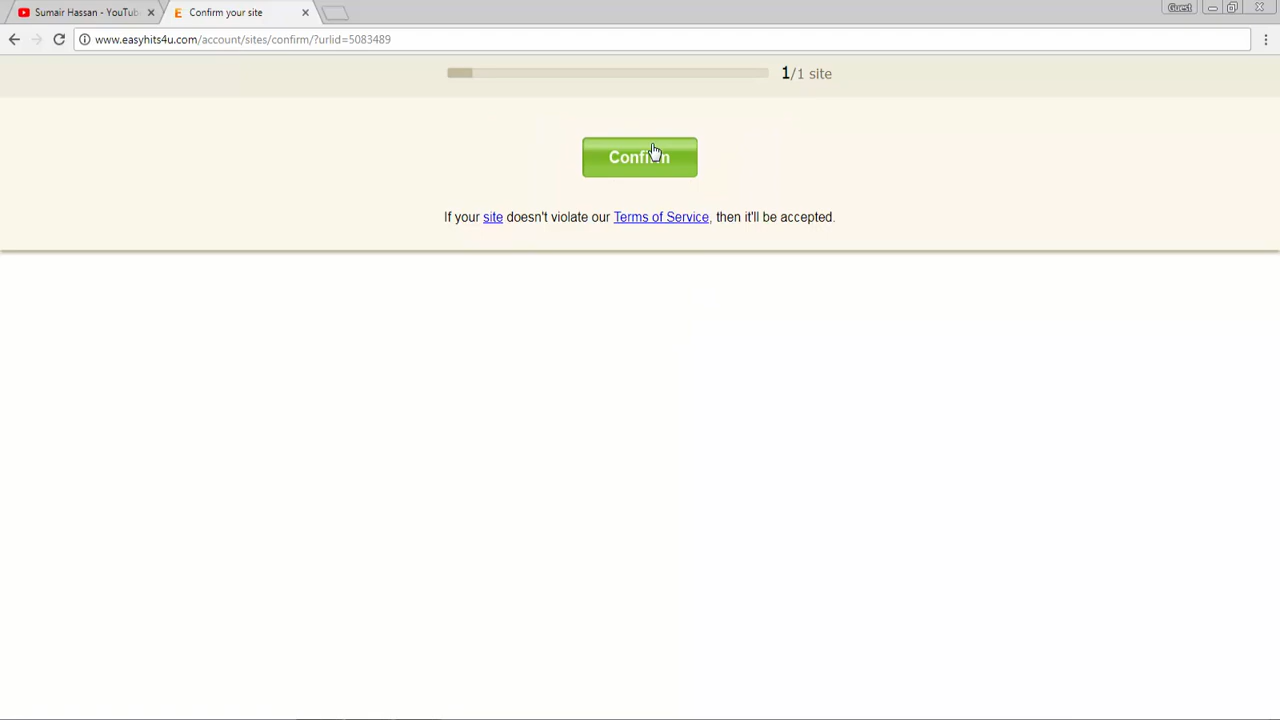 Sumair Hassan - YouTub
Confirm your site
Guest
www.easyhits4u.com/account/sites/confirm/?urlid=5083489
1/1 site
Confirm
If your site doesn't violate our Terms of Service, then it'll be accepted.